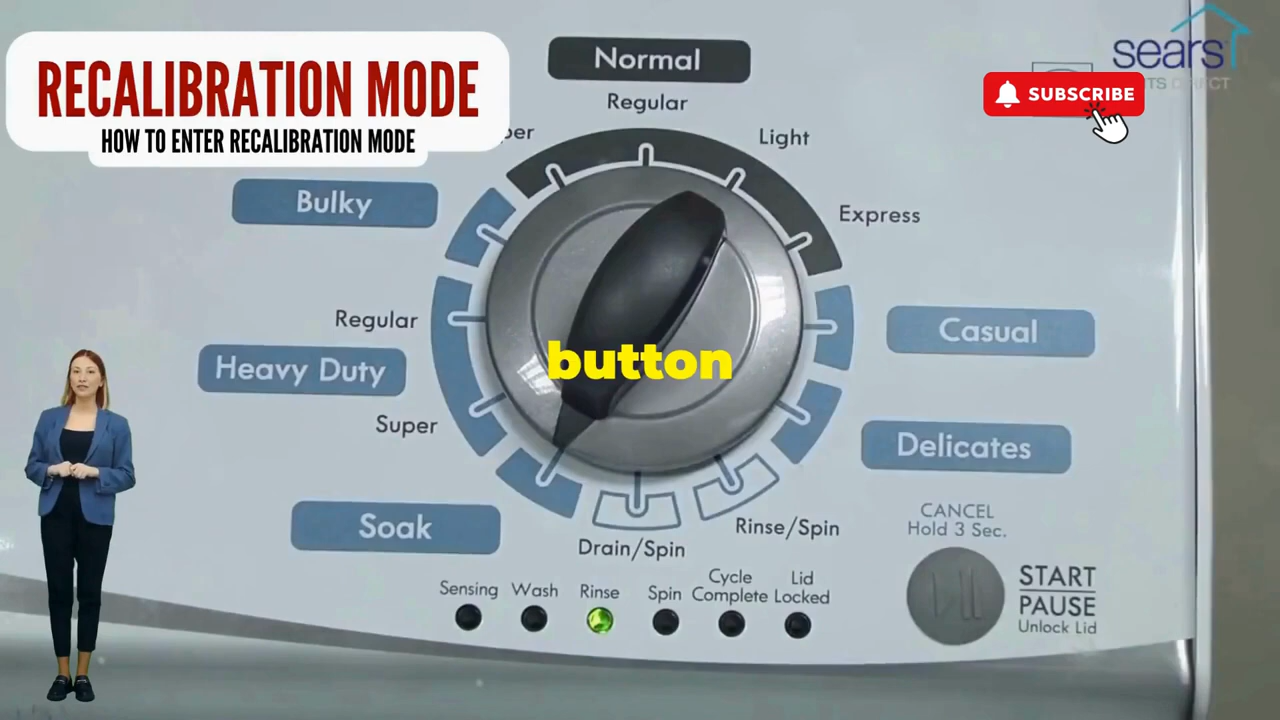 RECALIBRATION MODE
HOW TO ENTER RECALIBRATION MODE
sears
DIRECT
SUBSCRIBE
Normal
Regular
Light
Express
Bulky
Regular
Heavy Duty
Super
Casual
Delicates
button
Soak
Drain/Spin
Rinse/Spin
CANCEL
Hold 3 Sec.
Sensing
Wash
Rinse
Spin
Cycle
Complete
Lid
Locked
START
PAUSE
Unlock Lid